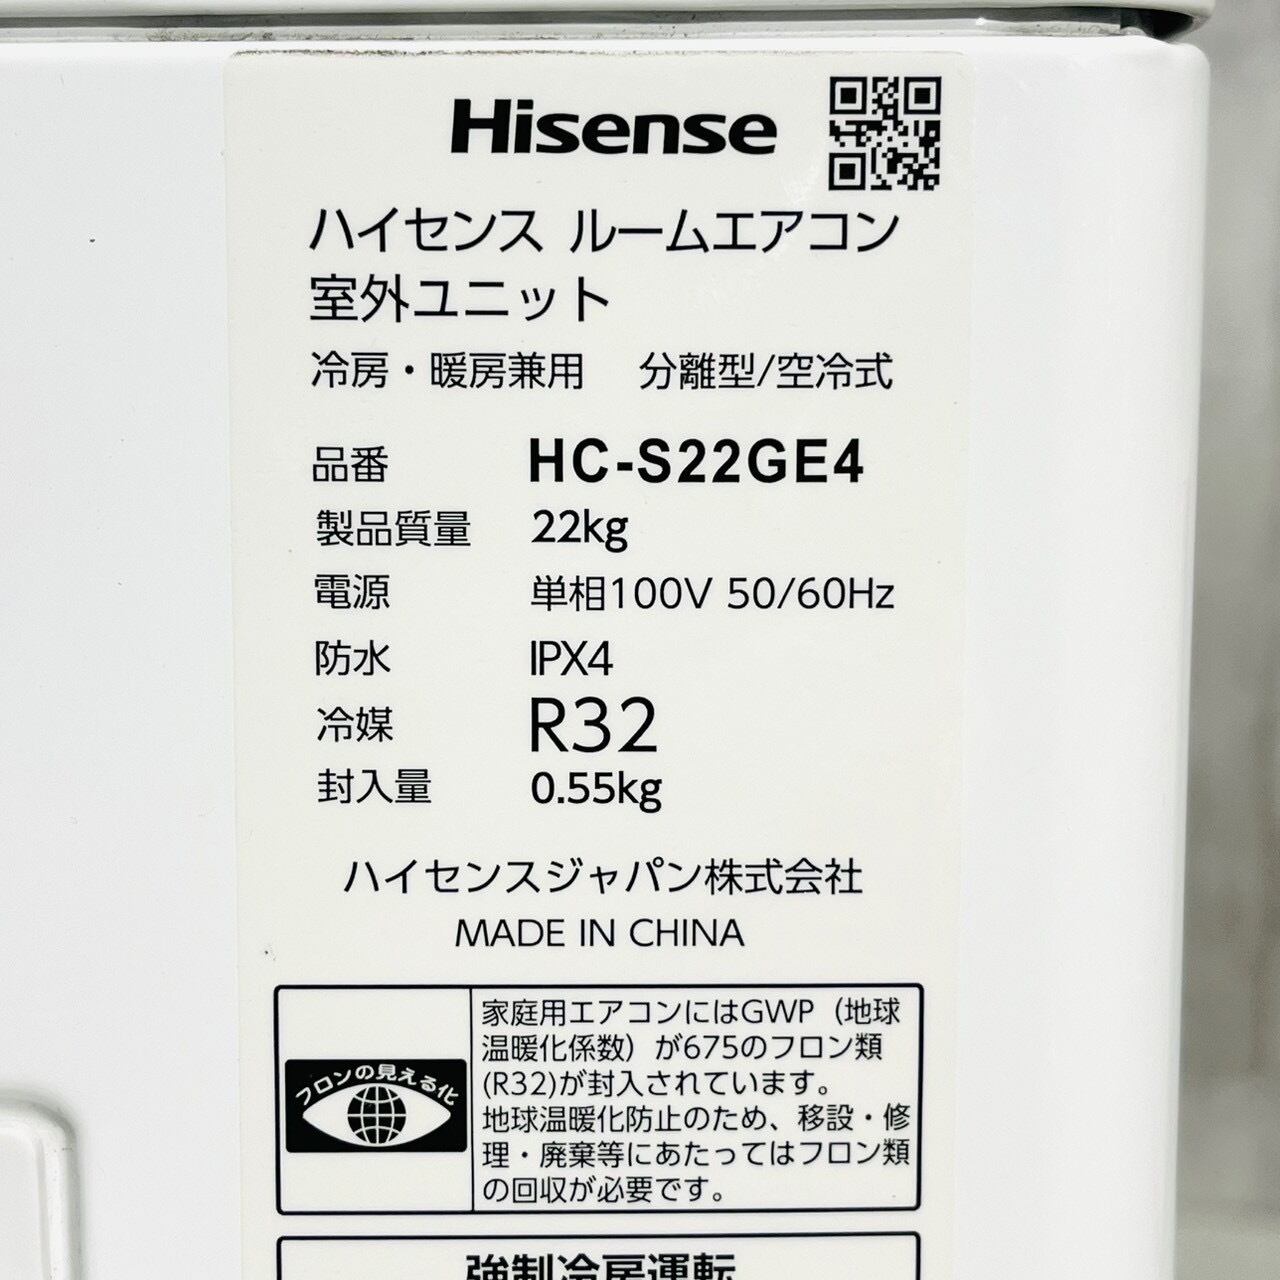 Hisense
ハイセンス ルームエアコン
室外ユニット
冷房・暖房兼用 分離型/空冷式
品番 HC-S22GE4
製品質量 22kg
電源 単相100V 50/60Hz
防水 IPX4
冷媒 R32
封入量 0.55kg
ハイセンスジャパン株式会社
MADE IN CHINA
フロンの見える化
家庭用エアコンにはGWP（地球
温暖化係数）が675のフロン類
(R32)が封入されています。
地球温暖化防止のため、移設・修
理・廃棄等にあたってはフロン類
の回収が必要です。
強制冷房運転